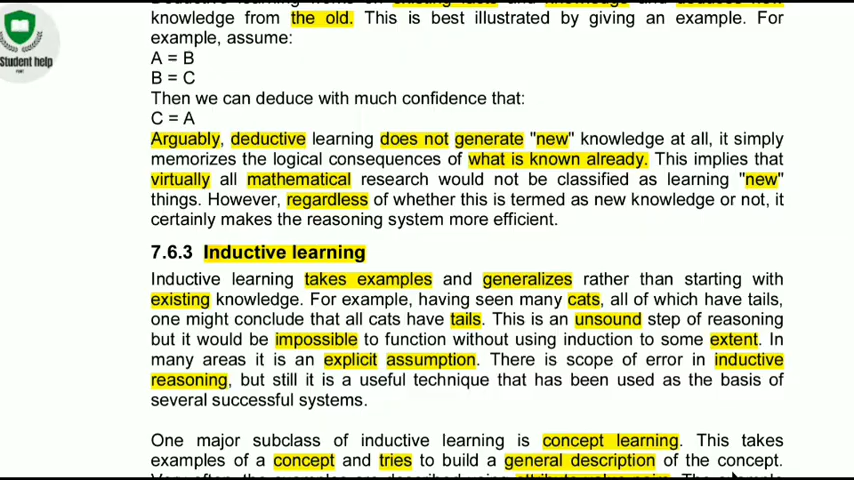 Student help
knowledge from the old. This is best illustrated by giving an example. For
example, assume:
A = B
B = C
Then we can deduce with much confidence that:
C = A
Arguably, deductive learning does not generate "new" knowledge at all, it simply
memorizes the logical consequences of what is known already. This implies that
virtually all mathematical research would not be classified as learning "new"
things. However, regardless of whether this is termed as new knowledge or not, it
certainly makes the reasoning system more efficient.
7.6.3 Inductive learning
Inductive learning takes examples and generalizes rather than starting with
existing knowledge. For example, having seen many cats, all of which have tails,
one might conclude that all cats have tails. This is an unsound step of reasoning
but it would be impossible to function without using induction to some extent. In
many areas it is an explicit assumption. There is scope of error in inductive
reasoning, but still it is a useful technique that has been used as the basis of
several successful systems.
One major subclass of inductive learning is concept learning. This takes
examples of a concept and tries to build a general description of the concept.